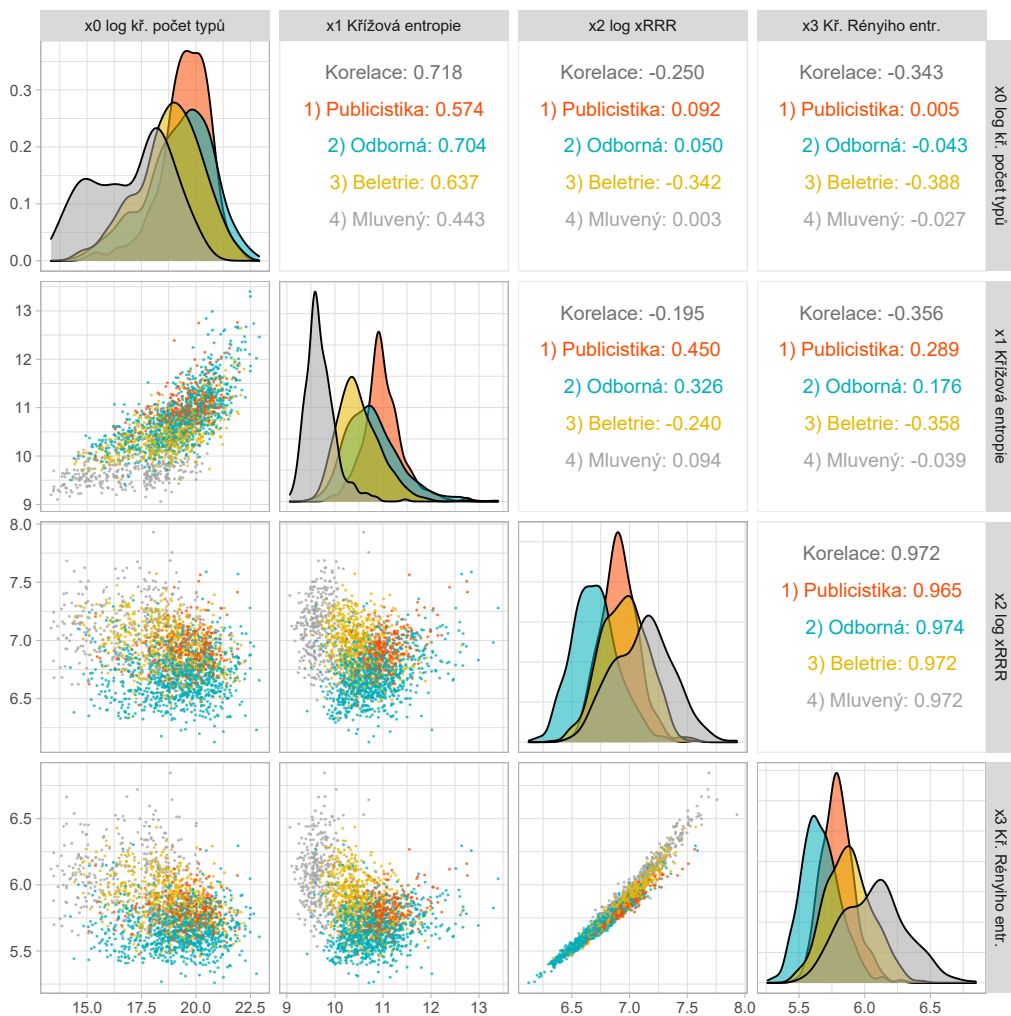 x0 log kř. počet typů
x1 Křížová entropie
x2 log xRRR
x3 Kř. Rényiho entr.
0.3
0.2
0.1
0.0
Korelace: 0.718
1) Publicistika: 0.574
2) Odborná: 0.704
3) Beletrie: 0.637
4) Mluvený: 0.443
Korelace: -0.250
1) Publicistika: 0.092
2) Odborná: 0.050
3) Beletrie: -0.342
4) Mluvený: 0.003
Korelace: -0.343
1) Publicistika: 0.005
2) Odborná: -0.043
3) Beletrie: -0.388
4) Mluvený: -0.027
x0 log kř. počet typů
13
12
11
10
9
Korelace: -0.195
1) Publicistika: 0.450
2) Odborná: 0.326
3) Beletrie: -0.240
4) Mluvený: 0.094
Korelace: -0.356
1) Publicistika: 0.289
2) Odborná: 0.176
3) Beletrie: -0.358
4) Mluvený: -0.039
x1 Křížová entropie
8.0
7.5
7.0
6.5
Korelace: 0.972
1) Publicistika: 0.965
2) Odborná: 0.974
3) Beletrie: 0.972
4) Mluvený: 0.972
x2 log xRRR
6.5
6.0
5.5
x3 Kř. Rényiho entr.
15.0 17.5 20.0 22.5
9 10 11 12 13
6.5 7.0 7.5 8.0
5.5 6.0 6.5